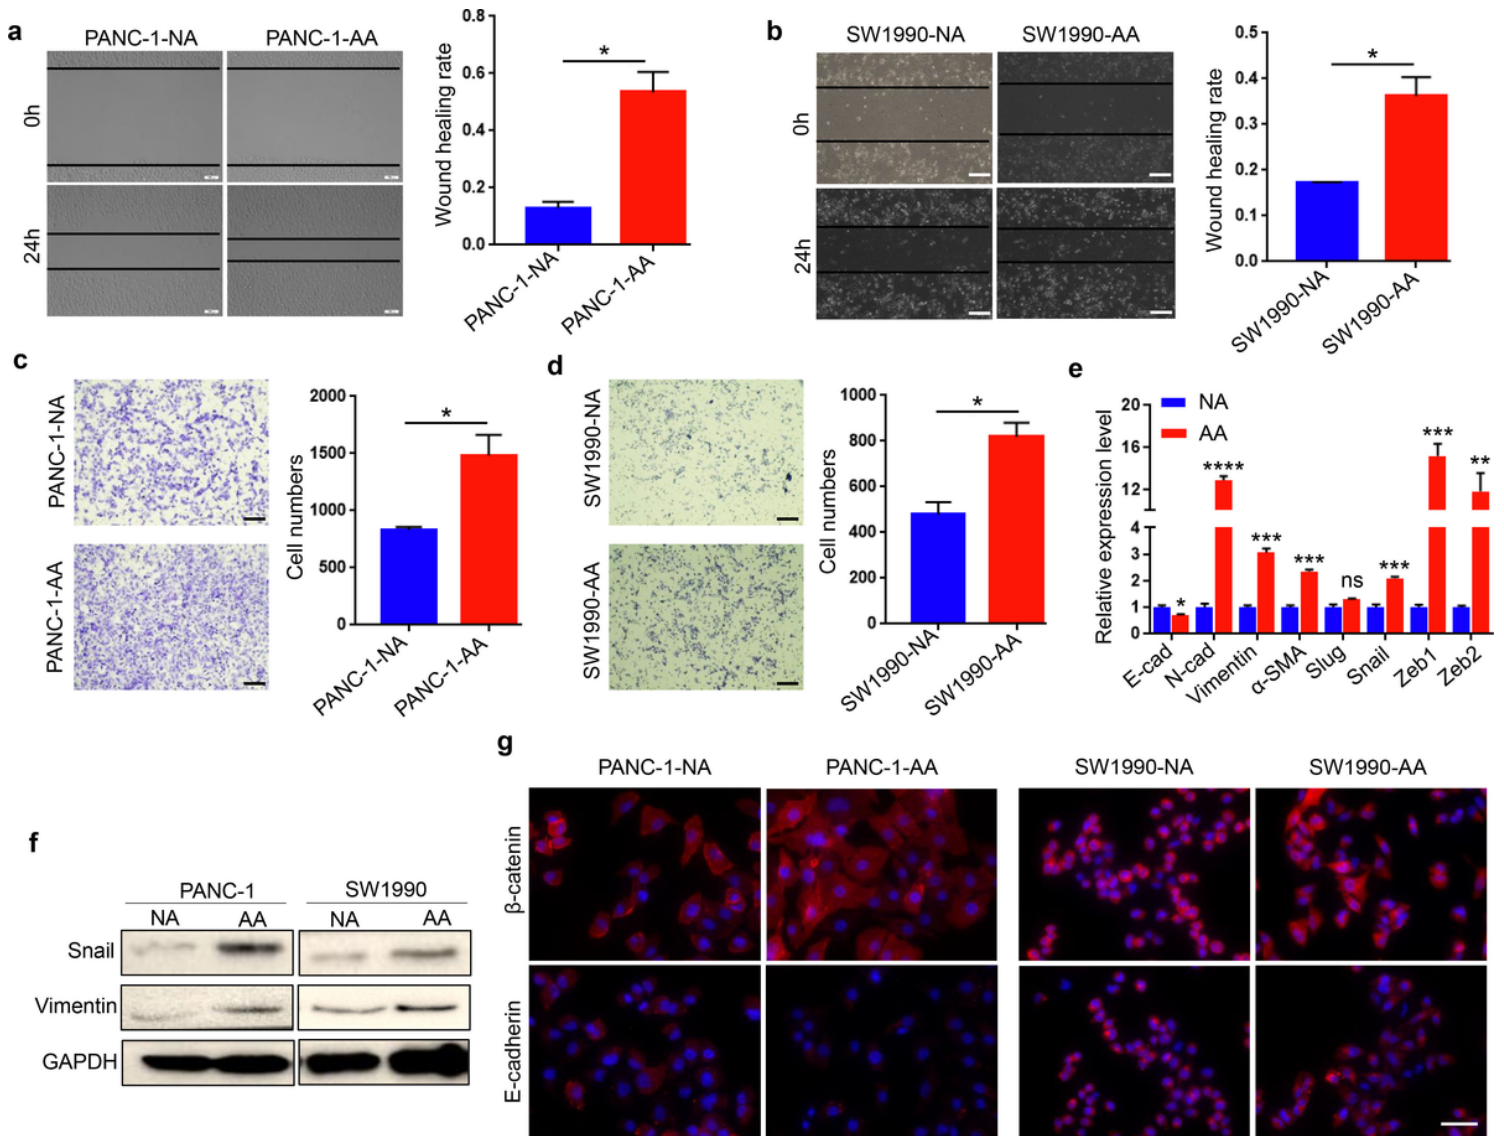 a
PANC-1-NA PANC-1-AA
0h
24h
Wound healing rate
0.8
0.6
0.4
0.2
0.0
*
PANC-1-NA
PANC-1-AA
b
SW1990-NA SW1990-AA
0h
24h
Wound healing rate
0.5
0.4
0.3
0.2
0.1
0.0
*
SW1990-NA
SW1990-AA
c
PANC-1-NA
PANC-1-AA
Cell numbers
2000
1500
1000
500
0
*
PANC-1-NA
PANC-1-AA
d
SW1990-NA
SW1990-AA
Cell numbers
1000
800
600
400
200
0
*
SW1990-NA
SW1990-AA
e
NA
AA
Relative expression level
20
16
12
4
3
2
1
0
* **** *** *** ns *** *** **
E-cad
N-cad
Vimentin
α-SMA
Slug
Snail
Zeb1
Zeb2
f
PANC-1 SW1990
NA AA NA AA
Snail
Vimentin
GAPDH
g
PANC-1-NA PANC-1-AA SW1990-NA SW1990-AA
β-catenin
E-cadherin